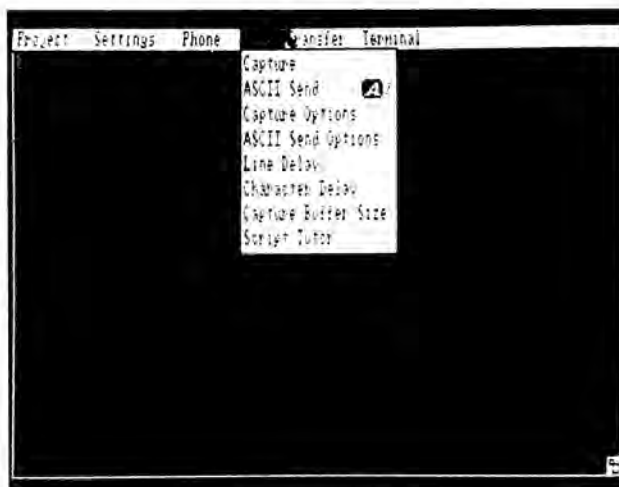 Project Settings Phone Transfer Terminal
Capture
ASCII Send A
Capture Options
ASCII Send Options
Line Delay
Character Delay
Capture Buffer Size
Script Tutor